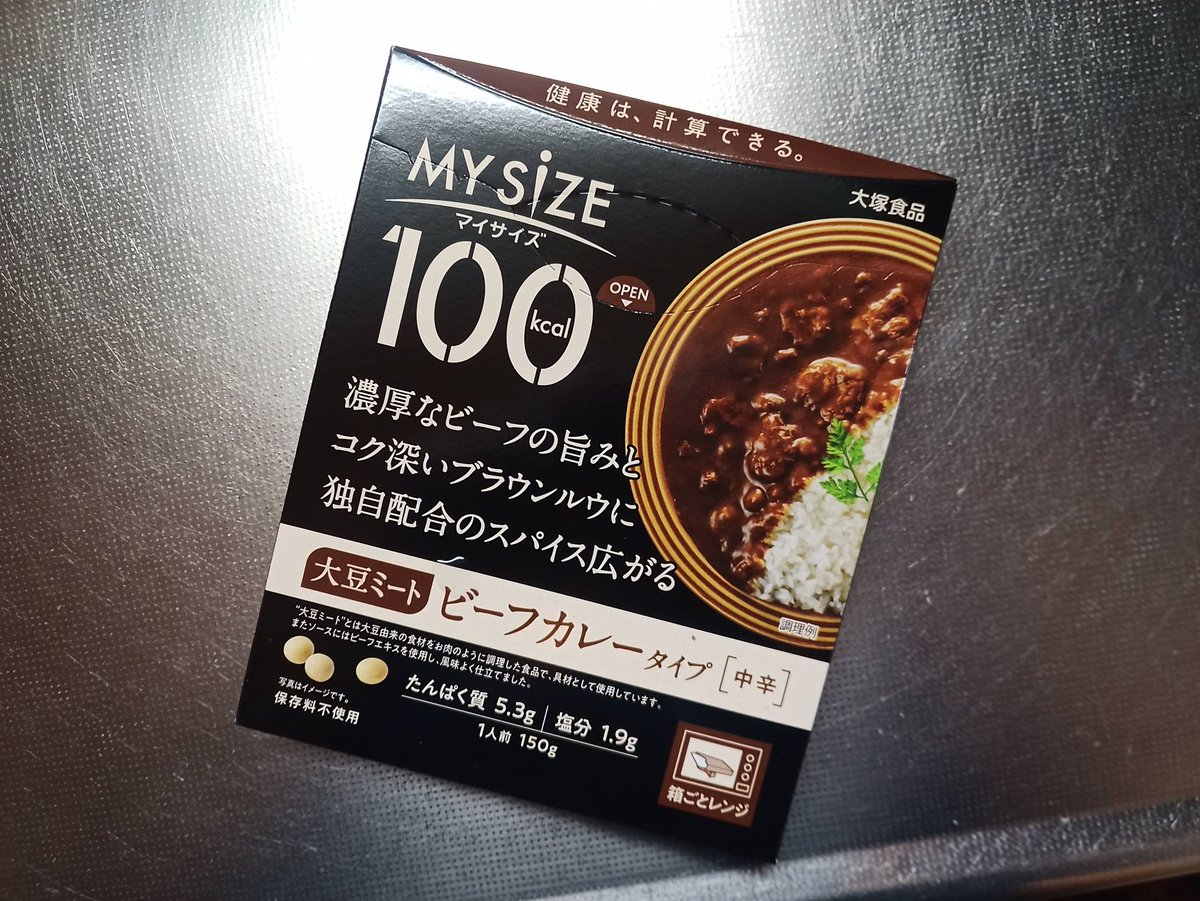 健康は、計算できる。
大塚食品
MY SiZE
マイサイズ
100kcal
OPEN
濃厚なビーフの旨みと
コク深いブラウンルウに
独自配合のスパイス広がる
調理例
大豆ミート ビーフカレータイプ [中辛]
"大豆ミート"とは大豆由来の食材をお肉のように調理した食品で、具材として使用しています。
またソースにはビーフエキスを使用し、風味よく仕立てました。
写真はイメージです。
保存料不使用
たんぱく質 5.3g | 塩分 1.9g
1人前 150g
箱ごとレンジ